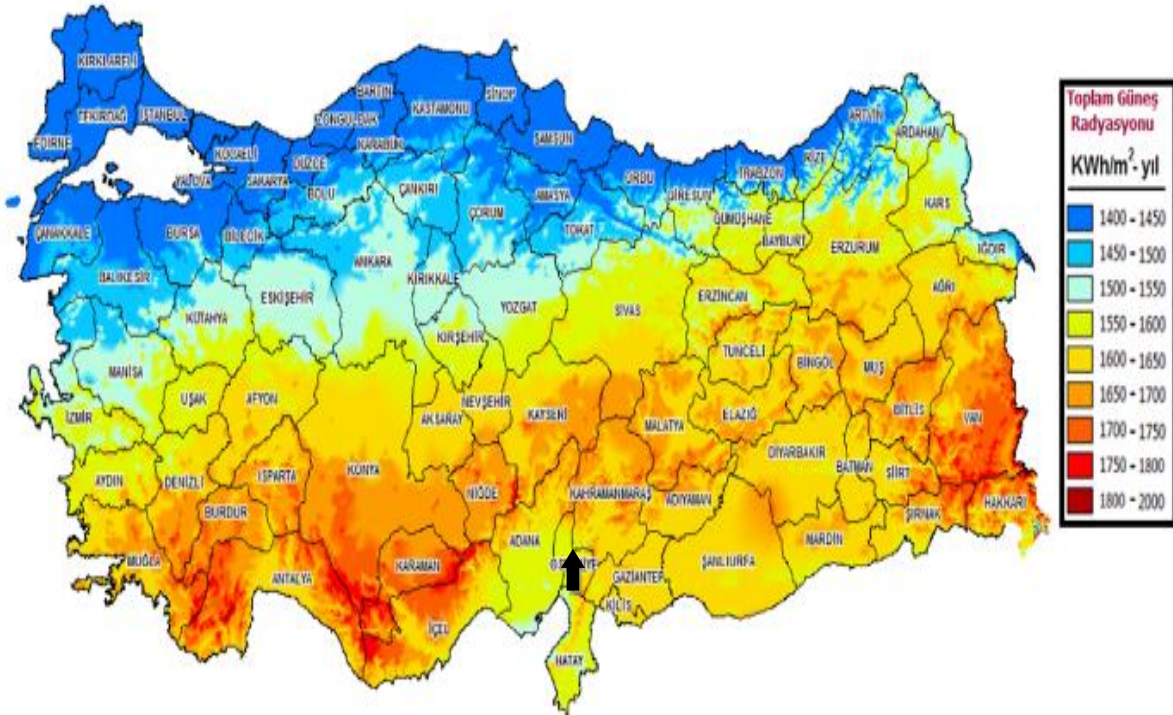 KIRKLARELİ
TEKİRDAĞ
İSTANBUL
EDİRNE
KOCAELİ
YALOVA
SAKARYA
DÜZCE
ZONGULDAK
BARTIN
KARABÜK
KASTAMONU
SİNOP
SAMSUN
BOLU
ÇANKIRI
ÇORUM
AMASYA
TOKAT
ORDU
GİRESUN
TRABZON
RİZE
ARTVİN
ARDAHAN
KARS
IĞDIR
GÜMÜŞHANE
BAYBURT
ERZURUM
AĞRI
ÇANAKKALE
BURSA
BİLECİK
BALIKESİR
ESKİŞEHİR
ANKARA
KIRIKKALE
YOZGAT
SİVAS
ERZİNCAN
KÜTAHYA
KIRŞEHİR
TUNCELİ
BİNGÖL
MUŞ
MANİSA
UŞAK
AFYON
İZMİR
NEVŞEHİR
AKSARAY
KAYSERİ
MALATYA
ELAZIĞ
BİTLİS
VAN
DİYARBAKIR
BATMAN
SİİRT
AYDIN
DENİZLİ
ISPARTA
KONYA
NİĞDE
KAHRAMANMARAŞ
ADIYAMAN
BURDUR
ŞIRNAK
HAKKARİ
MARDİN
ADANA
MUĞLA
ANTALYA
KARAMAN
GAZİANTEP
ŞANLIURFA
KİLİS
İÇEL
HATAY
Toplam Güneş
Radyasyonu
KWh/m²- yıl
1400 - 1450
1450 - 1500
1500 - 1550
1550 - 1600
1600 - 1650
1650 - 1700
1700 - 1750
1750 - 1800
1800 - 2000